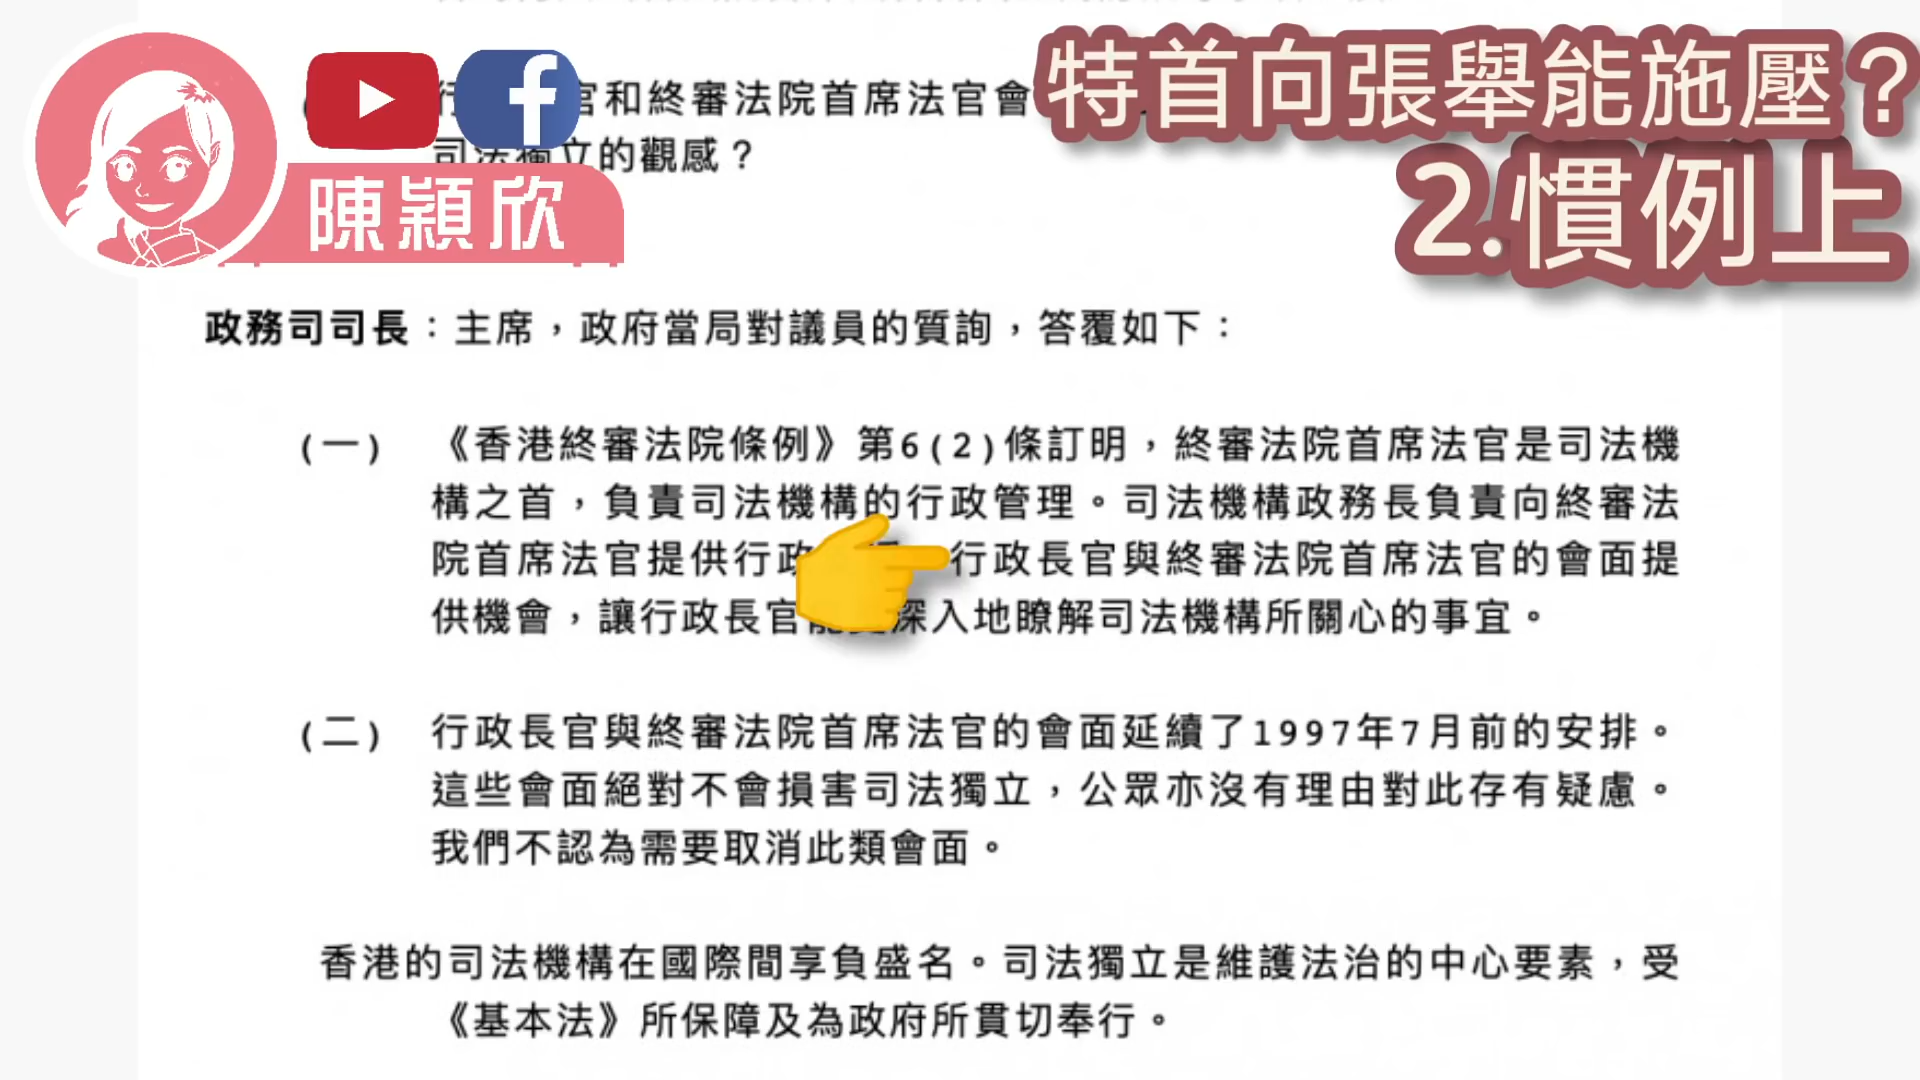 特首向張舉能施壓？
2.慣例上
陳穎欣
官和終審法院首席法官會
司法獨立的觀感？
政務司司長：主席，政府當局對議員的質詢，答覆如下：
(一) 《香港終審法院條例》第6(2)條訂明，終審法院首席法官是司法機
構之首，負責司法機構的行政管理。司法機構政務長負責向終審法
院首席法官提供行政 行政長官與終審法院首席法官的會面提
供機會，讓行政長官 深入地瞭解司法機構所關心的事宜。
(二) 行政長官與終審法院首席法官的會面延續了1997年7月前的安排。
這些會面絕對不會損害司法獨立，公眾亦沒有理由對此存有疑慮。
我們不認為需要取消此類會面。
香港的司法機構在國際間享負盛名。司法獨立是維護法治的中心要素，受
《基本法》所保障及為政府所貫切奉行。